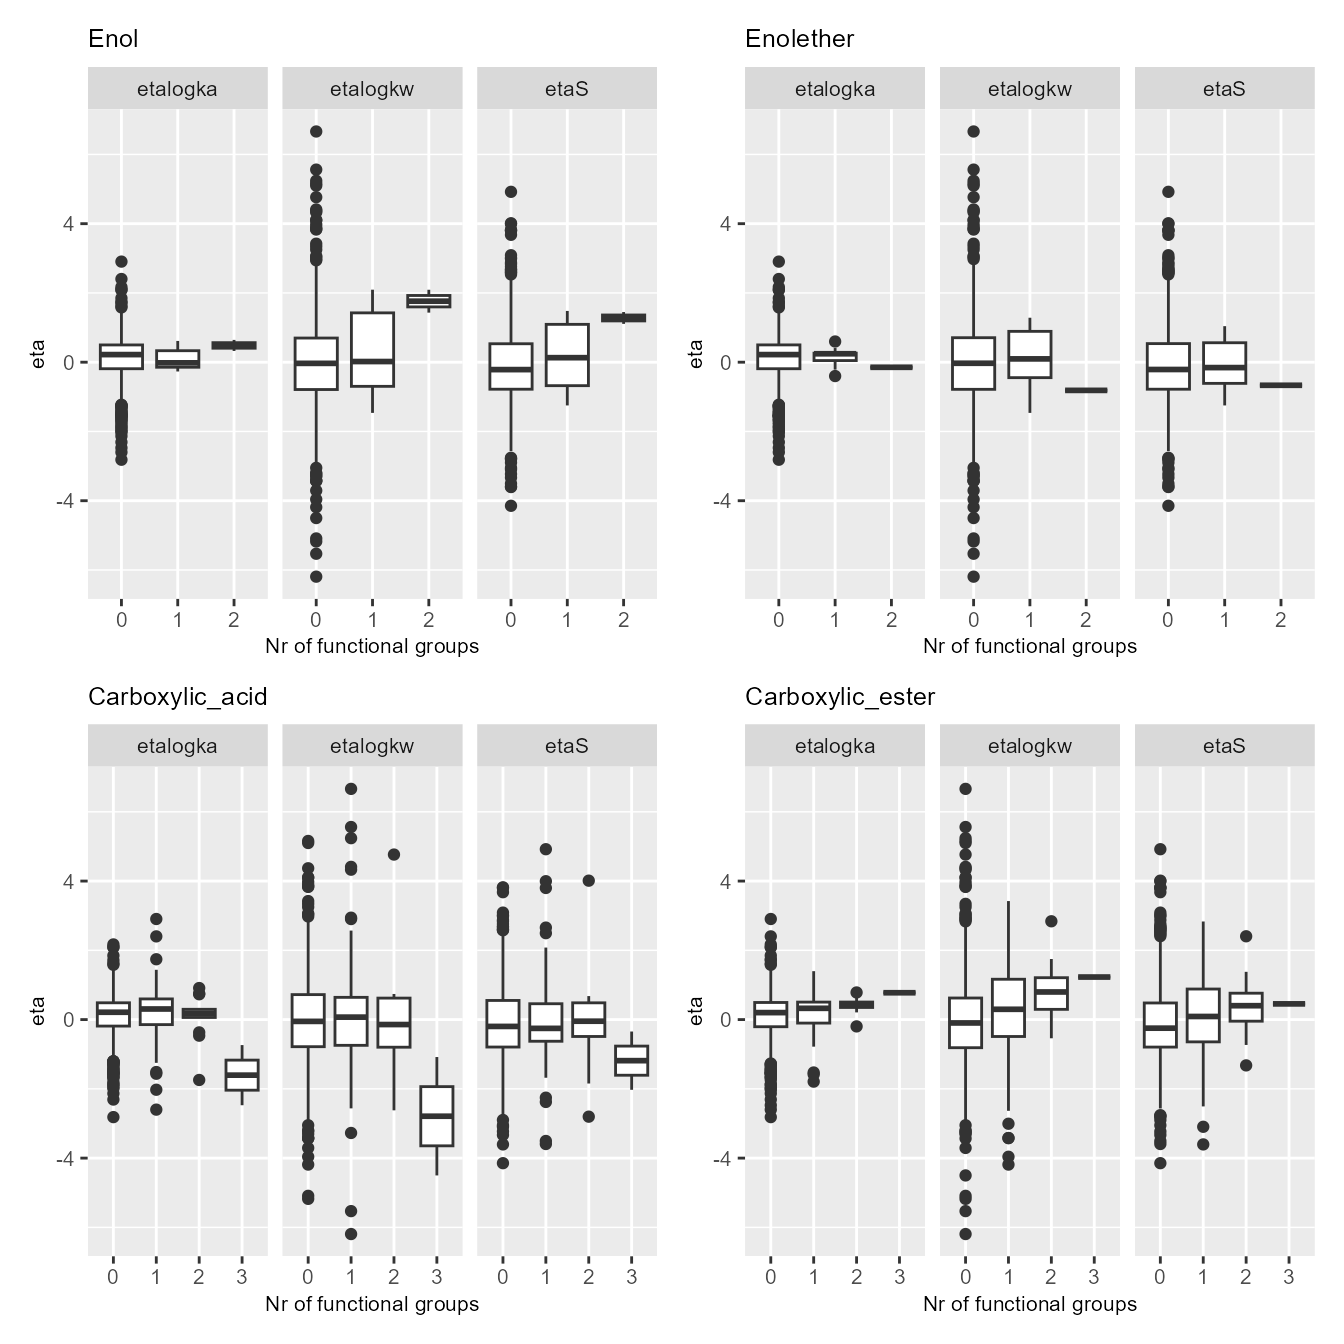 Enol
etalogka etalogkw etaS
4
0
-4
eta
0 1 2 0 1 2 0 1 2
Nr of functional groups
Enolether
etalogka etalogkw etaS
4
0
-4
eta
0 1 2 0 1 2 0 1 2
Nr of functional groups
Carboxylic_acid
etalogka etalogkw etaS
4
0
-4
eta
0 1 2 3 0 1 2 3 0 1 2 3
Nr of functional groups
Carboxylic_ester
etalogka etalogkw etaS
4
0
-4
eta
0 1 2 3 0 1 2 3 0 1 2 3
Nr of functional groups